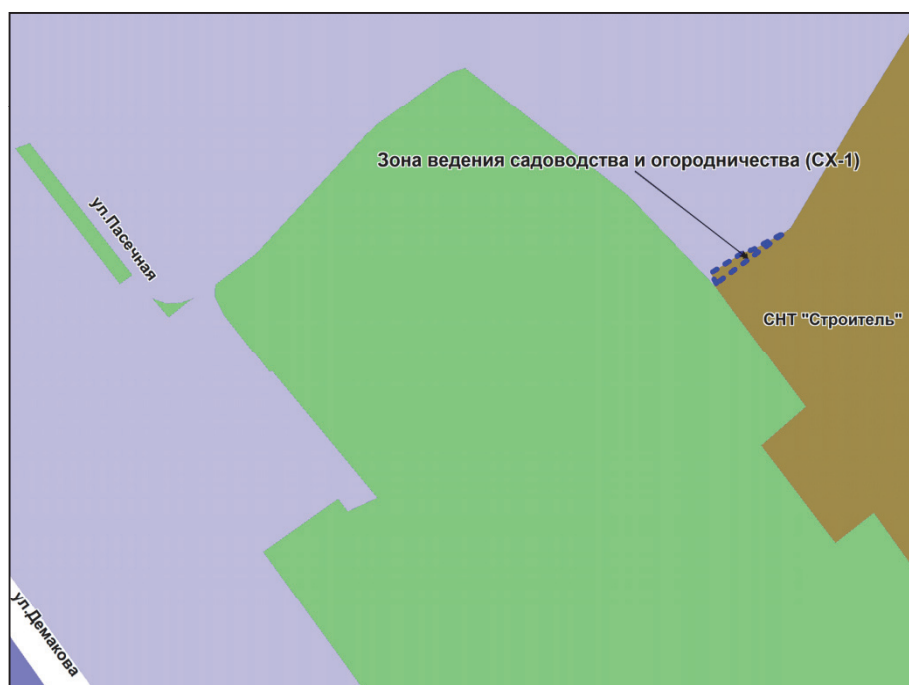 Зона ведения садоводства и огородничества (СХ-1)
ул.Пасечная
СНТ "Строитель"
ул.Демакова